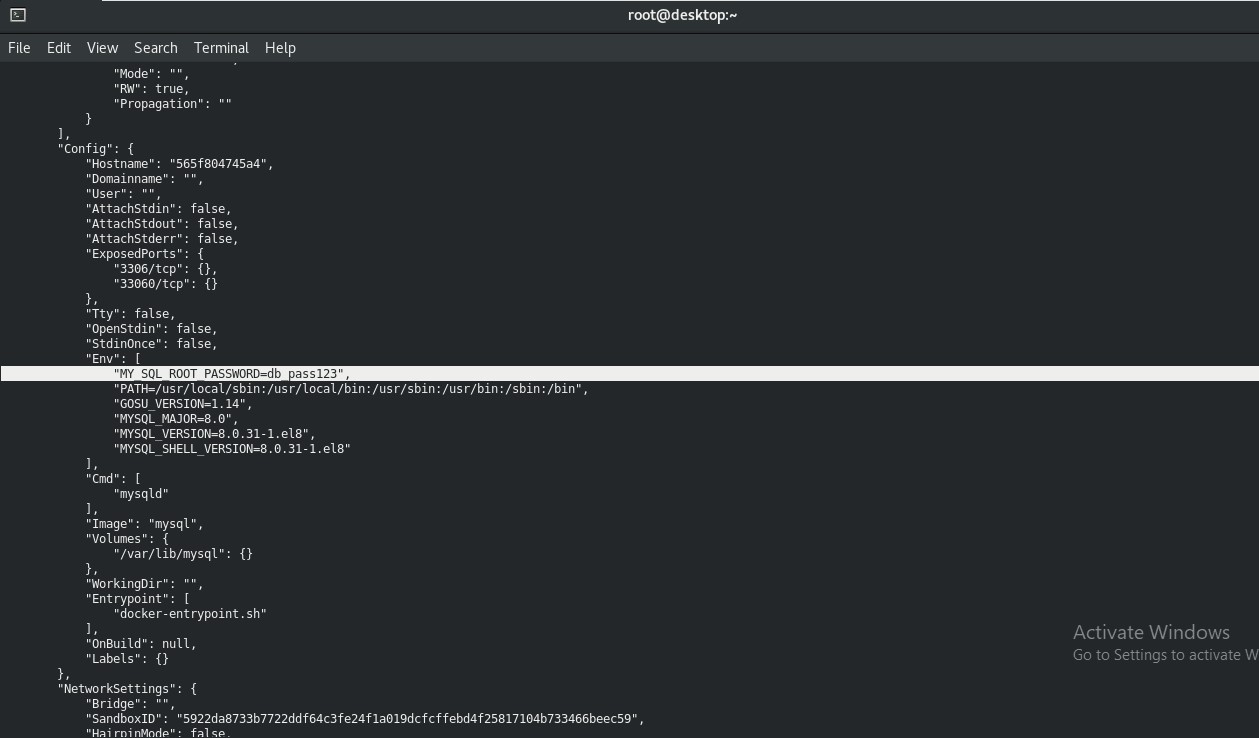 root@desktop:~
File Edit View Search Terminal Help
"Mode": "",
"RW": true,
"Propagation": ""
}
],
"Config": {
"Hostname": "565f804745a4",
"Domainname": "",
"User": "",
"AttachStdin": false,
"AttachStdout": false,
"AttachStderr": false,
"ExposedPorts": {
"3306/tcp": {},
"33060/tcp": {}
},
"Tty": false,
"OpenStdin": false,
"StdinOnce": false,
"Env": [
"MY_SQL_ROOT_PASSWORD=db_pass123",
"PATH=/usr/local/sbin:/usr/local/bin:/usr/sbin:/usr/bin:/sbin:/bin",
"GOSU_VERSION=1.14",
"MYSQL_MAJOR=8.0",
"MYSQL_VERSION=8.0.31-1.el8",
"MYSQL_SHELL_VERSION=8.0.31-1.el8"
],
"Cmd": [
"mysqld"
],
"Image": "mysql",
"Volumes": {
"/var/lib/mysql": {}
},
"WorkingDir": "",
"Entrypoint": [
"docker-entrypoint.sh"
],
"OnBuild": null,
"Labels": {}
},
"NetworkSettings": {
"Bridge": "",
"SandboxID": "5922da8733b7722ddf64c3fe24f1a019dcfcffebd4f25817104b733466beec59",
"HairpinMode": false,
Activate Windows
Go to Settings to activate W